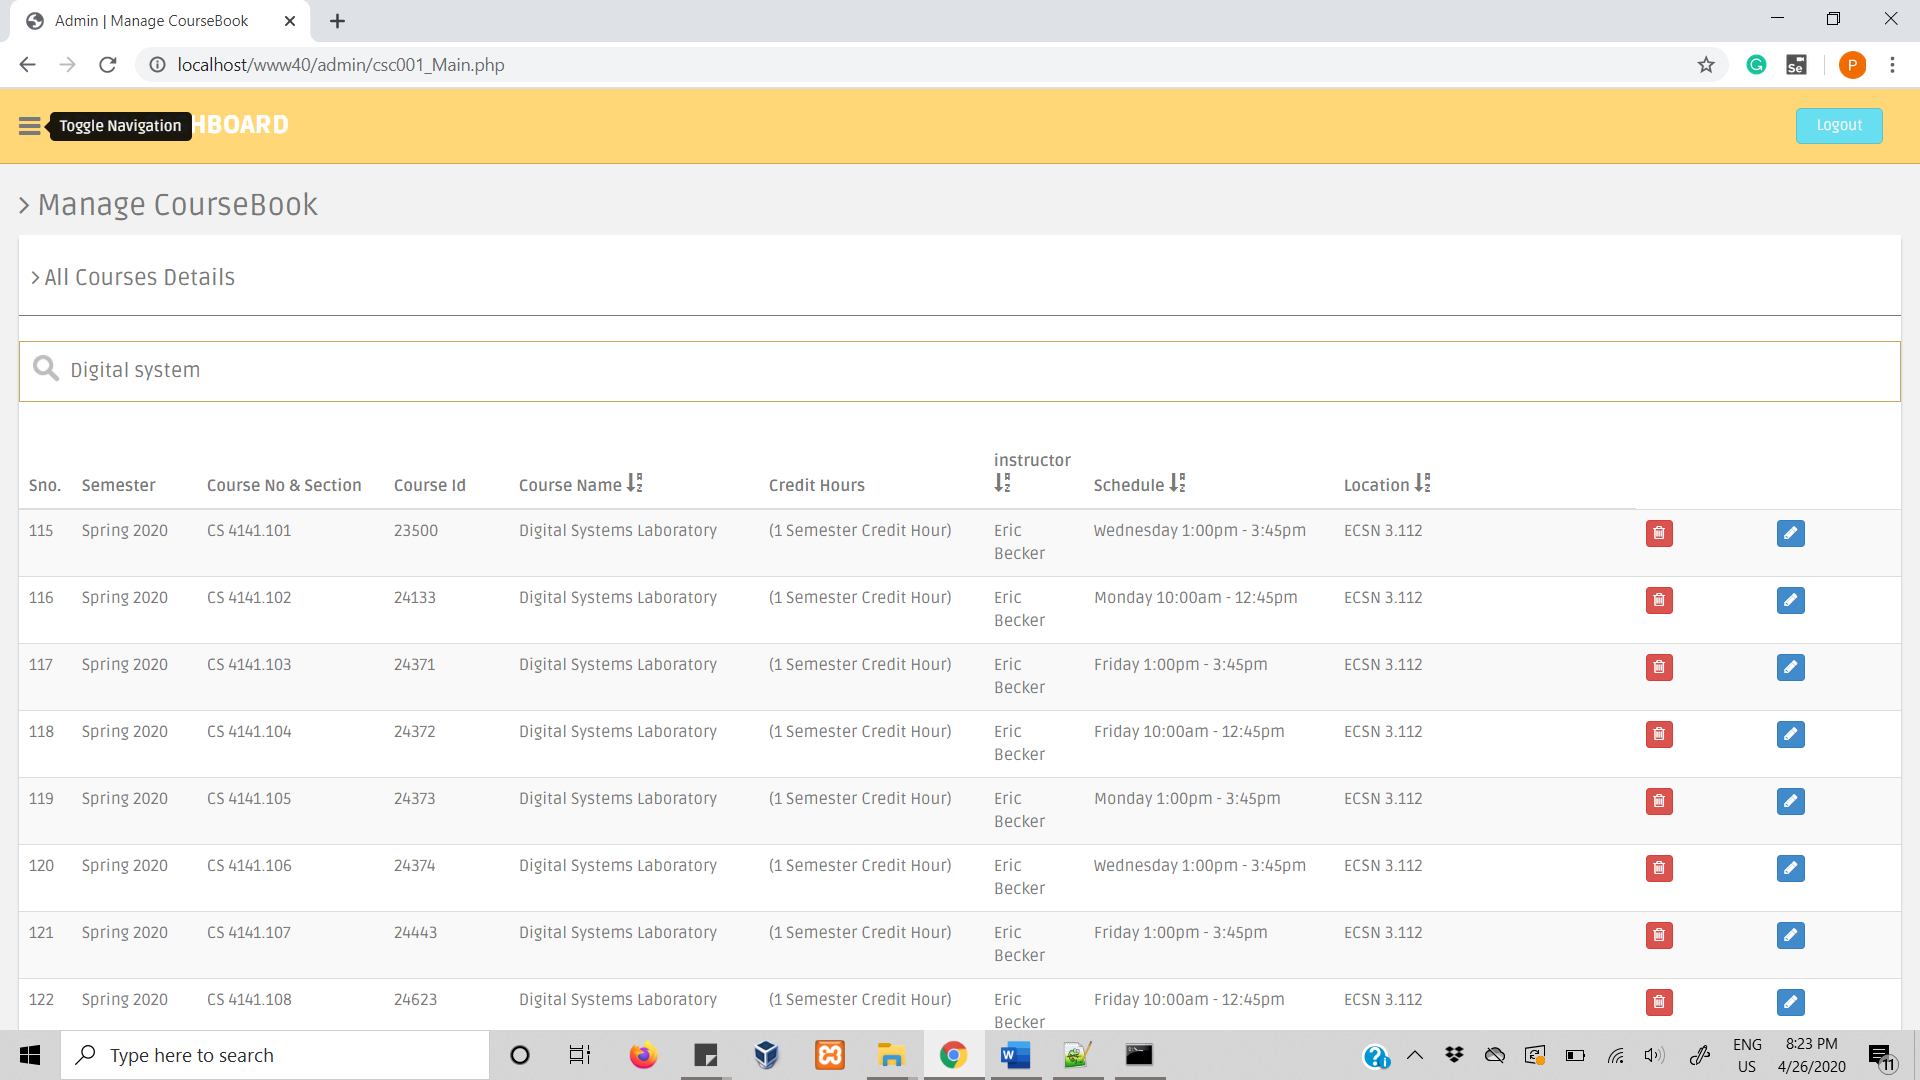 Admin | Manage CourseBook
localhost/www40/admin/csc001_Main.php
Toggle Navigation HBOARD Logout
> Manage CourseBook
> All Courses Details
Digital system
Sno. Semester Course No & Section Course Id Course Name Credit Hours instructor Schedule Location
115 Spring 2020 CS 4141.101 23500 Digital Systems Laboratory (1 Semester Credit Hour) Eric Becker Wednesday 1:00pm - 3:45pm ECSN 3.112
116 Spring 2020 CS 4141.102 24133 Digital Systems Laboratory (1 Semester Credit Hour) Eric Becker Monday 10:00am - 12:45pm ECSN 3.112
117 Spring 2020 CS 4141.103 24371 Digital Systems Laboratory (1 Semester Credit Hour) Eric Becker Friday 1:00pm - 3:45pm ECSN 3.112
118 Spring 2020 CS 4141.104 24372 Digital Systems Laboratory (1 Semester Credit Hour) Eric Becker Friday 10:00am - 12:45pm ECSN 3.112
119 Spring 2020 CS 4141.105 24373 Digital Systems Laboratory (1 Semester Credit Hour) Eric Becker Monday 1:00pm - 3:45pm ECSN 3.112
120 Spring 2020 CS 4141.106 24374 Digital Systems Laboratory (1 Semester Credit Hour) Eric Becker Wednesday 1:00pm - 3:45pm ECSN 3.112
121 Spring 2020 CS 4141.107 24443 Digital Systems Laboratory (1 Semester Credit Hour) Eric Becker Friday 1:00pm - 3:45pm ECSN 3.112
122 Spring 2020 CS 4141.108 24623 Digital Systems Laboratory (1 Semester Credit Hour) Eric Becker Friday 10:00am - 12:45pm ECSN 3.112
Type here to search
ENG 8:23 PM
US 4/26/2020
11